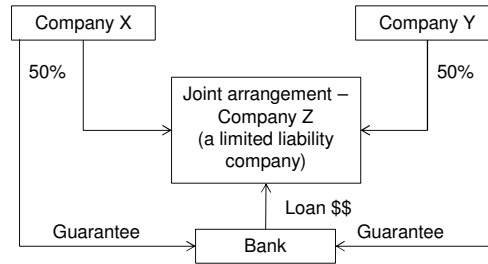 Company X
Company Y
50%
50%
Joint arrangement –
Company Z
(a limited liability
company)
Loan $$
Guarantee
Guarantee
Bank